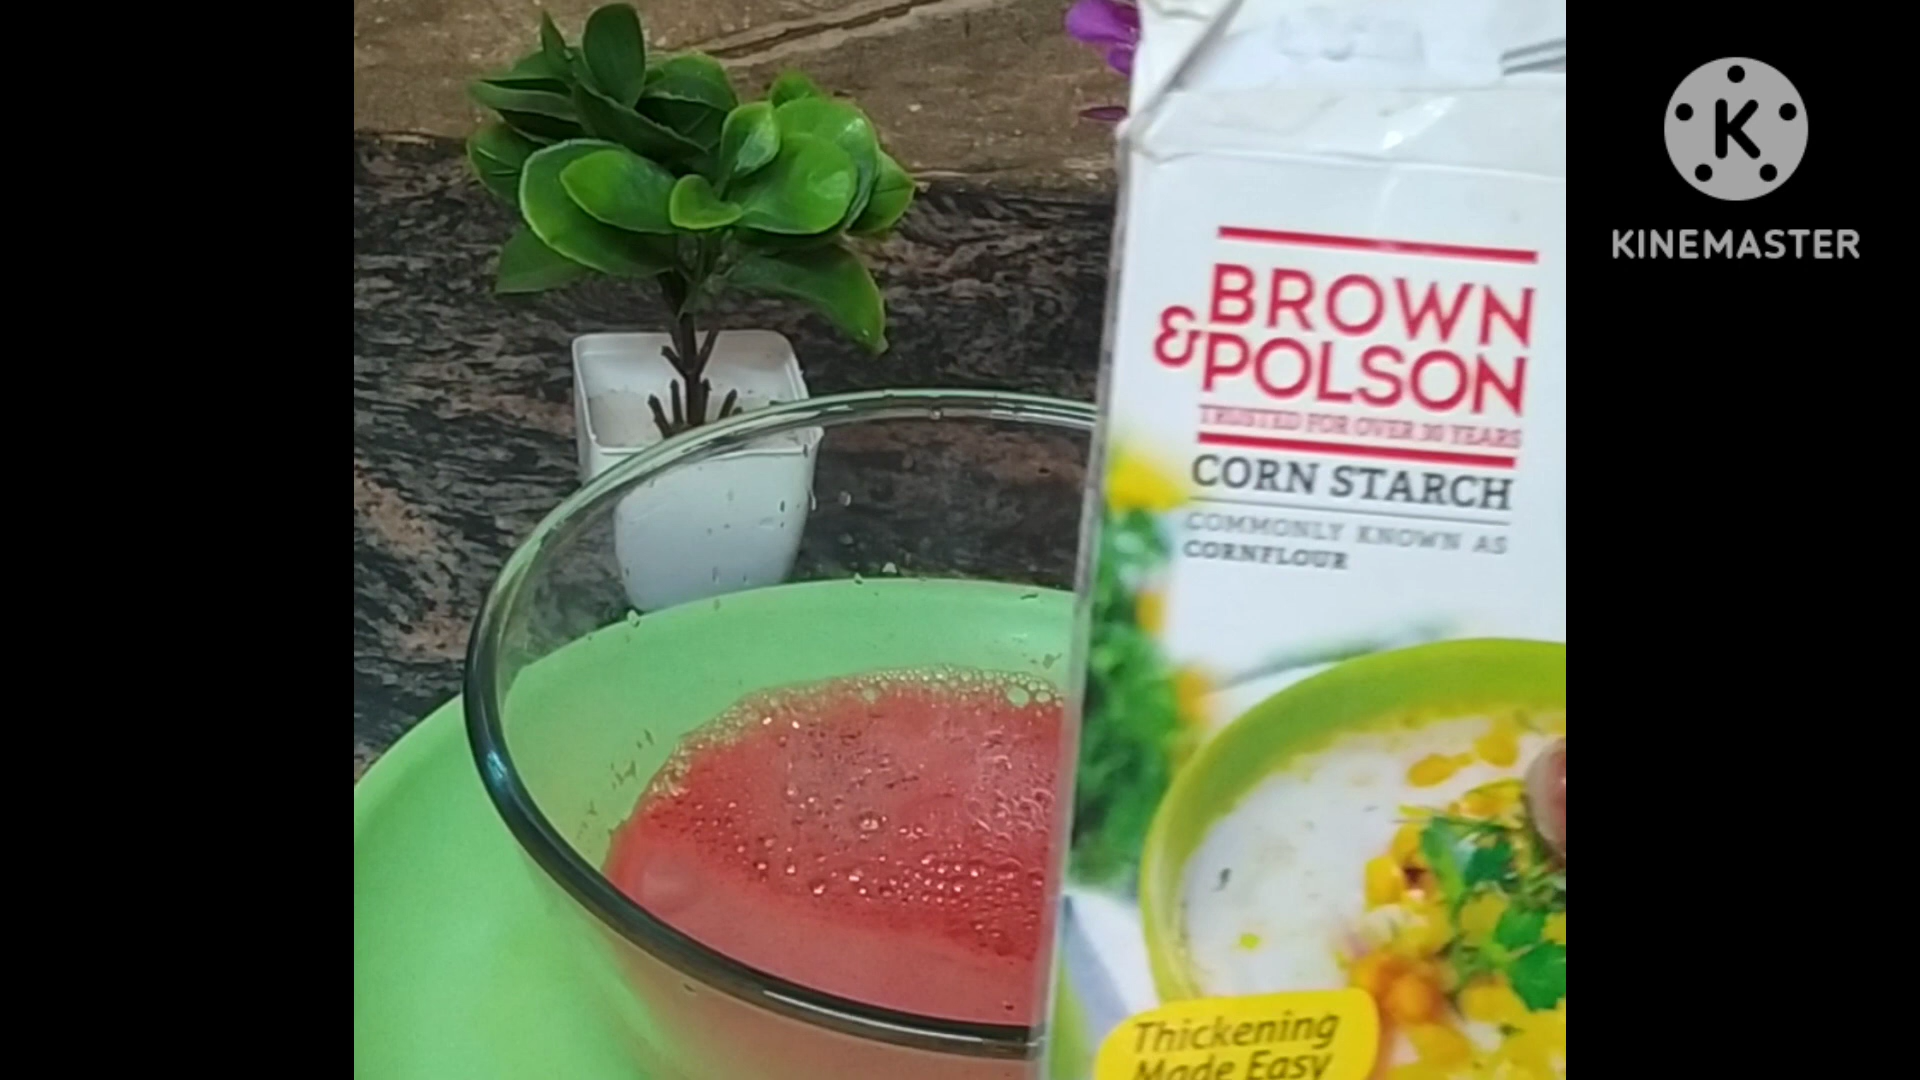 BROWN
& POLSON
TRUSTED FOR OVER 30 YEARS
CORN STARCH
COMMONLY KNOWN AS
CORNFLOUR
Thickening
Made Easy
K
KINEMASTER